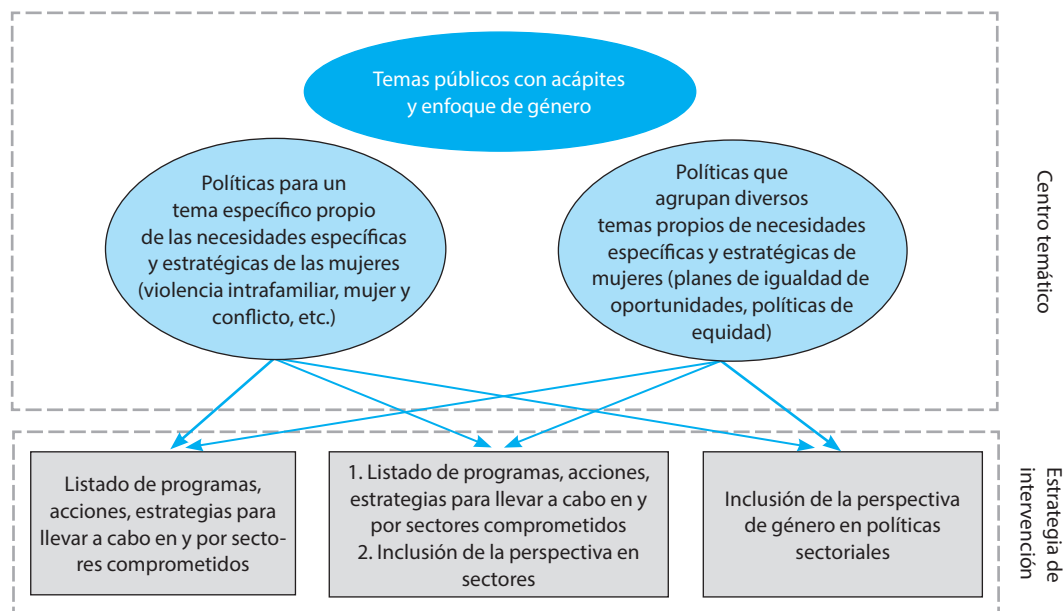 Temas públicos con acápites
y enfoque de género
Políticas para un
tema específico propio
de las necesidades específicas
y estratégicas de las mujeres
(violencia intrafamiliar, mujer y
conflicto, etc.)
Políticas que
agrupan diversos
temas propios de necesidades
específicas y estratégicas de
mujeres (planes de igualdad de
oportunidades, políticas de
equidad)
Centro temático
Listado de programas,
acciones, estrategias para
llevar a cabo en y por secto-
res comprometidos
1. Listado de programas, acciones,
estrategias para llevar a cabo en y
por sectores comprometidos
2. Inclusión de la perspectiva en
sectores
Inclusión de la perspectiva
de género en políticas
sectoriales
Estrategia de
intervención